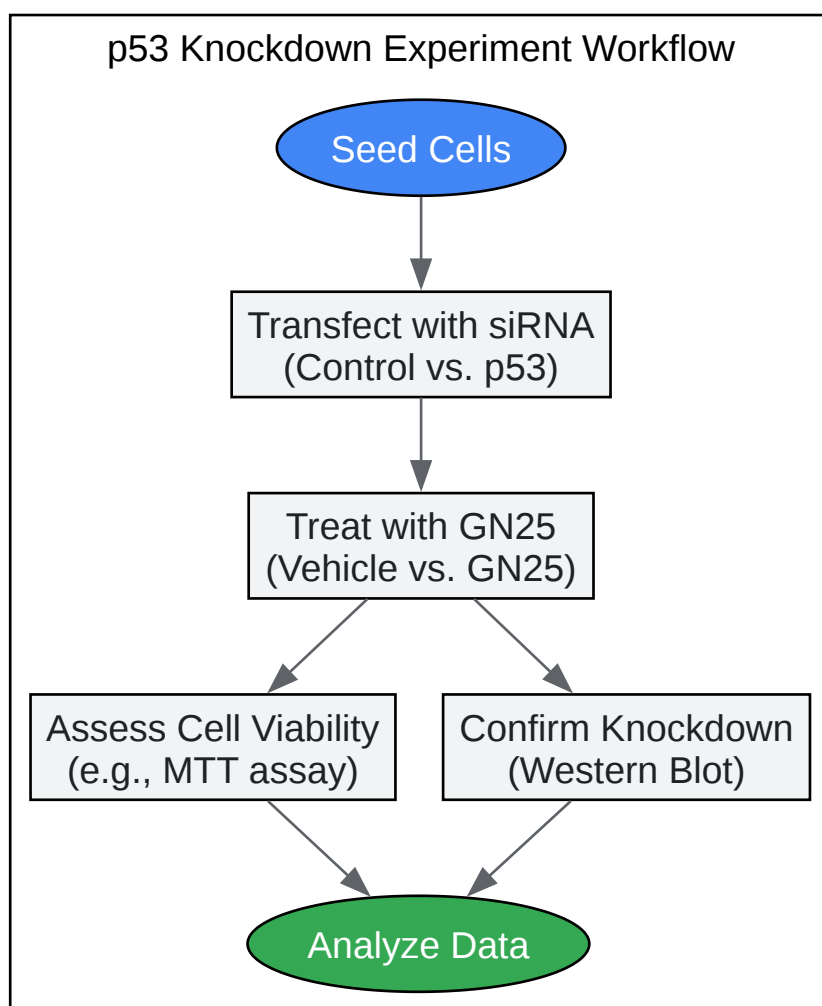 p53 Knockdown Experiment Workflow
Seed Cells
Transfect with siRNA
(Control vs. p53)
Treat with GN25
(Vehicle vs. GN25)
Assess Cell Viability
(e.g., MTT assay)
Confirm Knockdown
(Western Blot)
Analyze Data